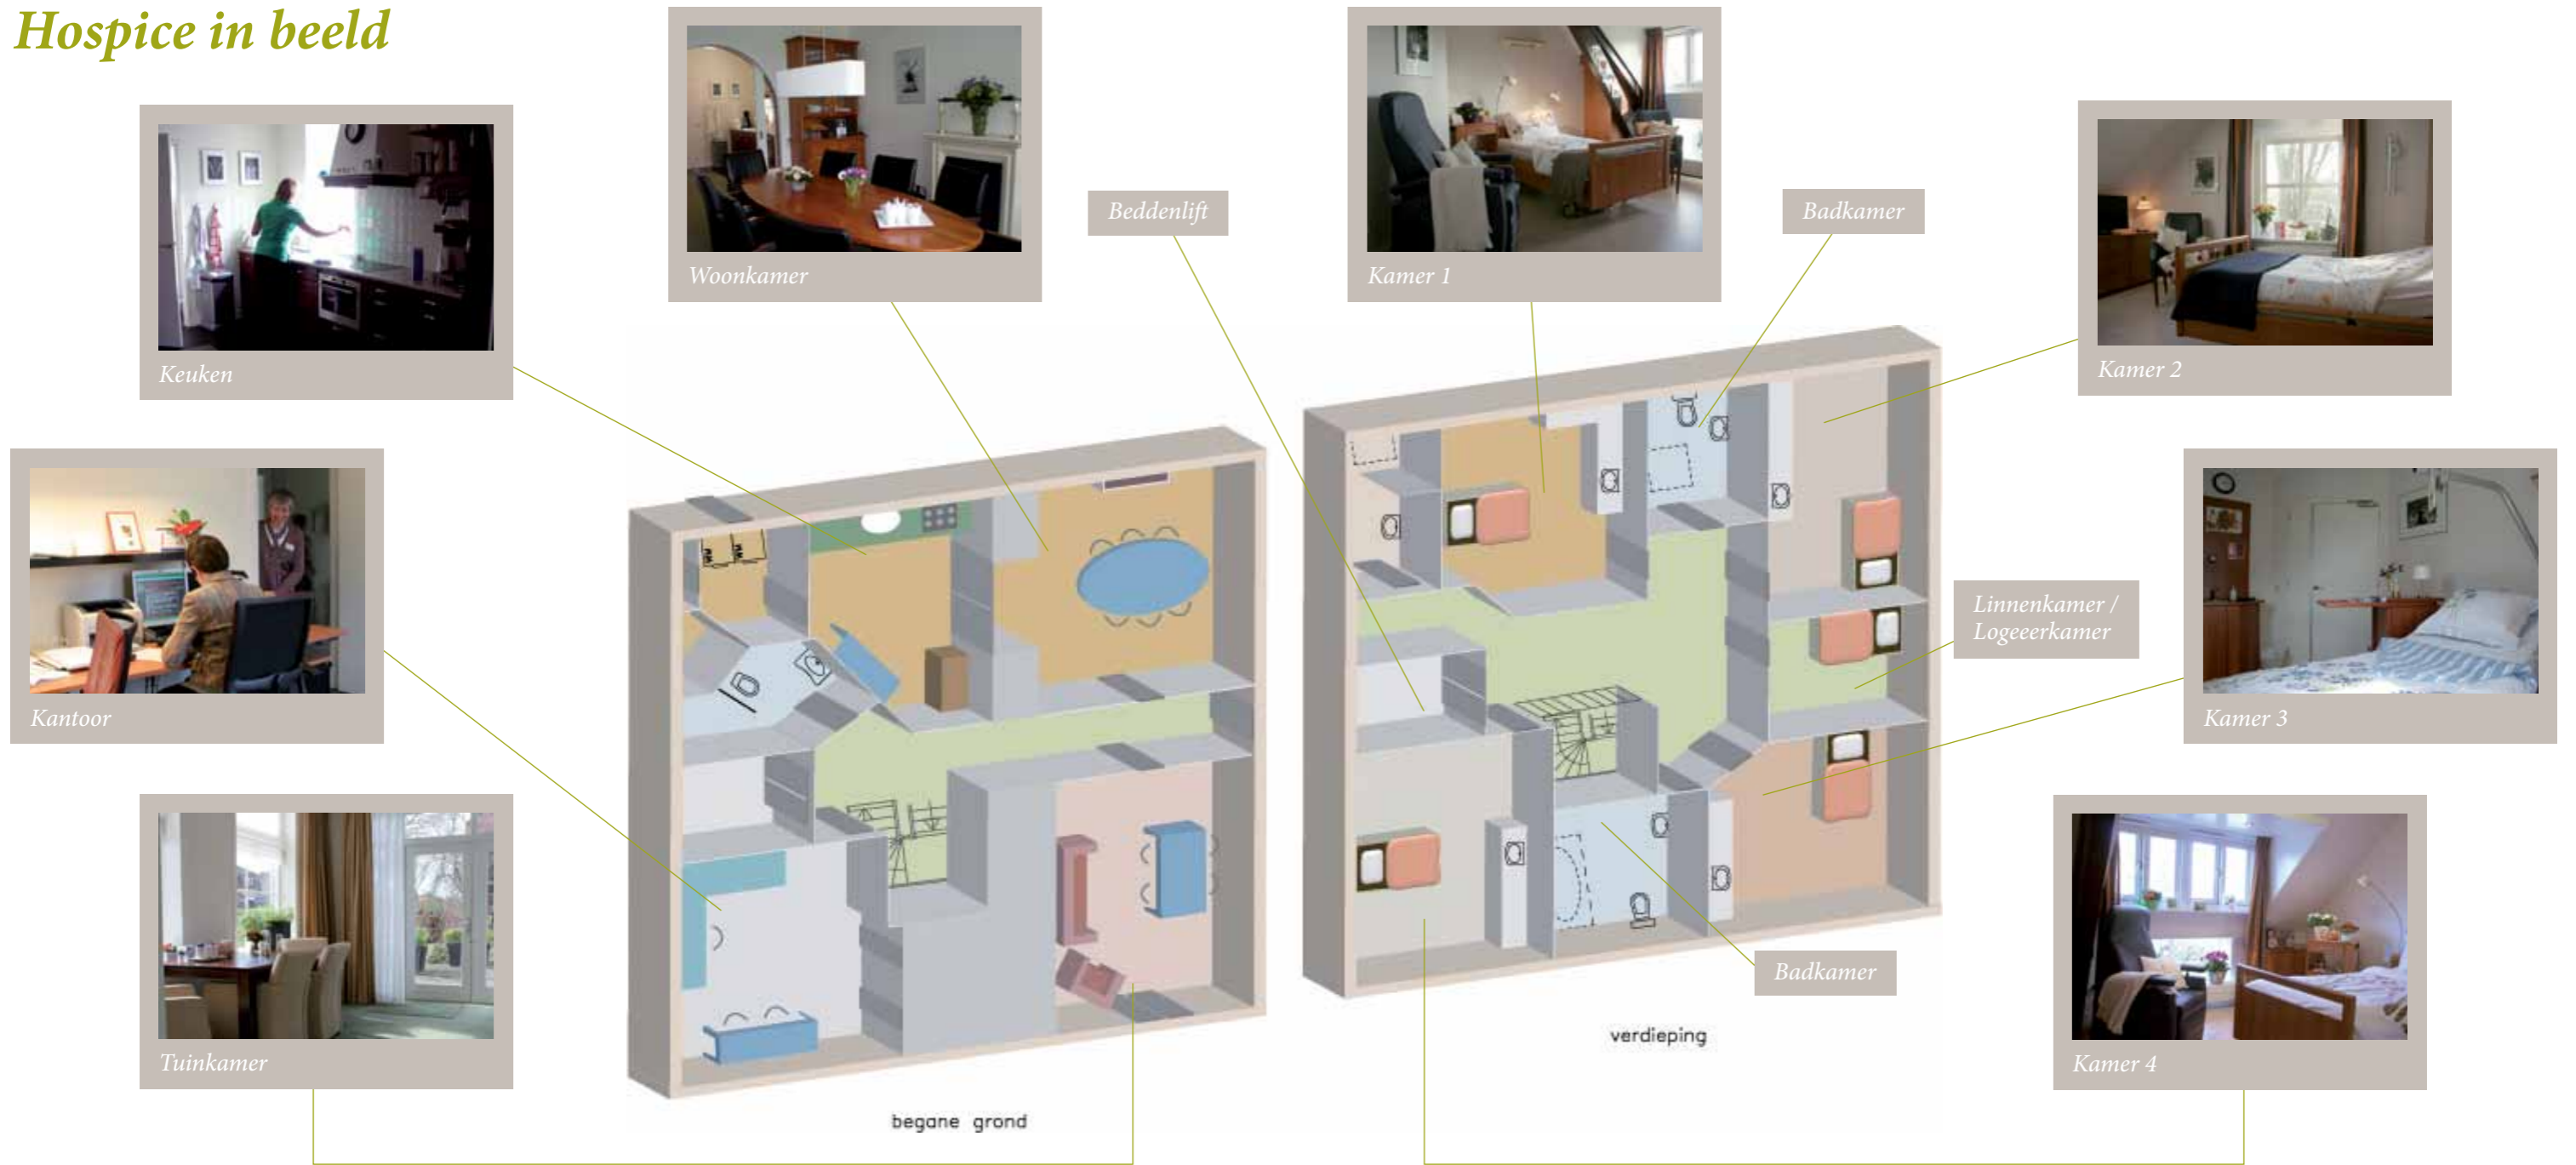 Hospice in beeld
Keuken
Woonkamer
Beddenlift
Kamer 1
Badkamer
Kamer 2
Kantoor
Linnenkamer /
Logeeerkamer
Kamer 3
Tuinkamer
Badkamer
Kamer 4
verdieping
begane grond